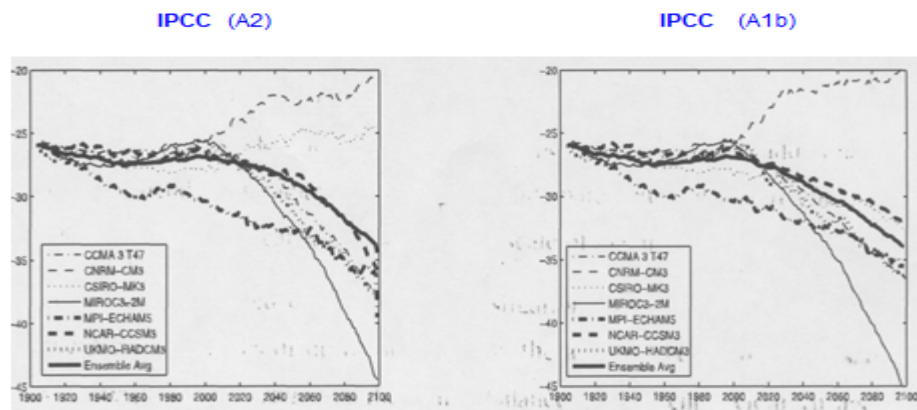 IPCC (A2)
IPCC (A1b)
-20
-25
-30
-35
-40
-45
1900 1920 1940 1960 1980 2000 2020 2040 2060 2080 2100
CCMA 3 T47
CNRM-CM3
CSIRO-MK3
MIROC3-2M
MPI-ECHAM5
NCAR-CCSM3
UKMO-HADCM3
Ensemble Avg
-20
-25
-30
-35
-40
-45
1900 1920 1940 1960 1980 2000 2020 2040 2060 2080 2100
CCMA 3 T47
CNRM-CM3
CSIRO-MK3
MIROC3-2M
MPI-ECHAM5
NCAR-CCSM3
UKMO-HADCM3
Ensemble Avg